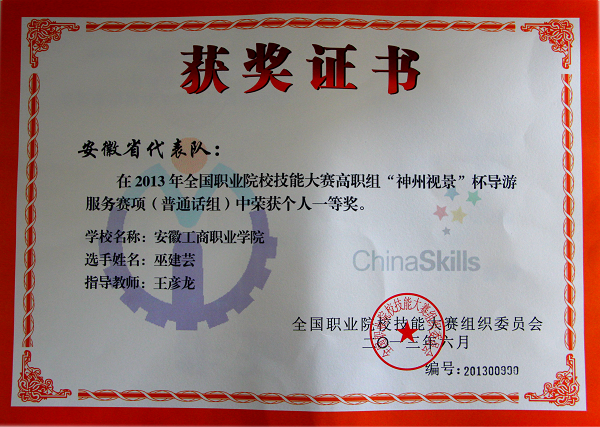 获奖证书
安徽省代表队：
在 2013 年全国职业院校技能大赛高职组“神州视景”杯导游
服务赛项（普通话组）中荣获个人一等奖。
学校名称：安徽工商职业学院
选手姓名：巫建芸
指导教师：王彦龙
ChinaSkills
全国职业院校技能大赛组织委员会
二〇一三年六月
编号：201300990